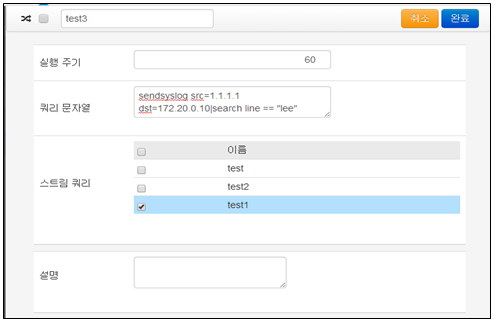 test3
취소
완료
실행 주기
60
쿼리 문자열
sendsyslog src=1.1.1.1
dst=172.20.0.10|search line == "lee"
스트림 쿼리
이름
test
test2
test1
설명